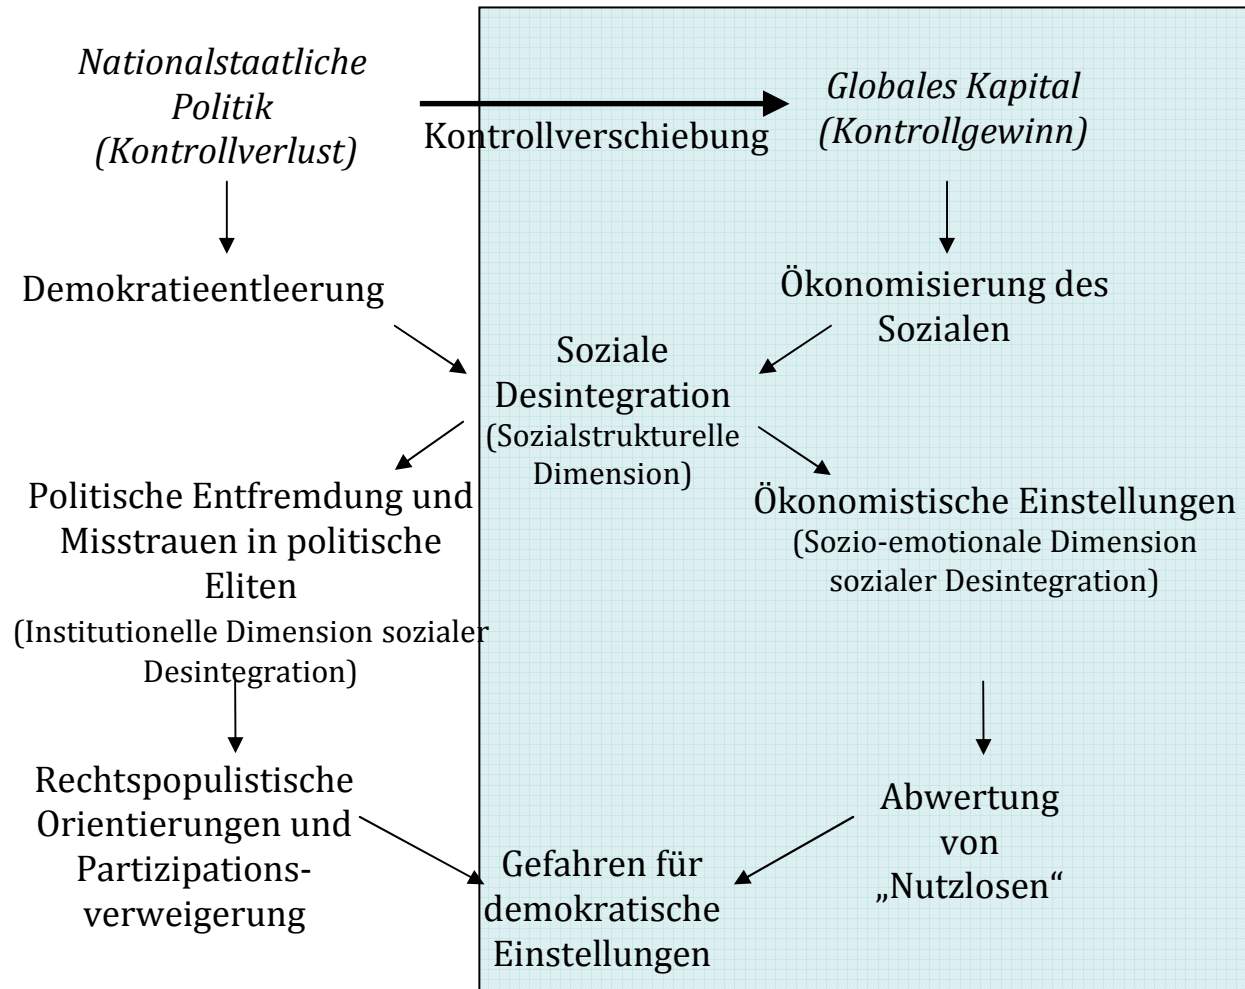 Nationalstaatliche
Politik
(Kontrollverlust)
Kontrollverschiebung
Globales Kapital
(Kontrollgewinn)
Demokratieentleerung
Ökonomisierung des
Sozialen
Soziale
Desintegration
(Sozialstrukturelle
Dimension)
Politische Entfremdung und
Misstrauen in politische
Eliten
(Institutionelle Dimension sozialer
Desintegration)
Ökonomistische Einstellungen
(Sozio-emotionale Dimension
sozialer Desintegration)
Rechtspopulistische
Orientierungen und
Partizipations-
verweigerung
Abwertung
von
„Nutzlosen“
Gefahren für
demokratische
Einstellungen